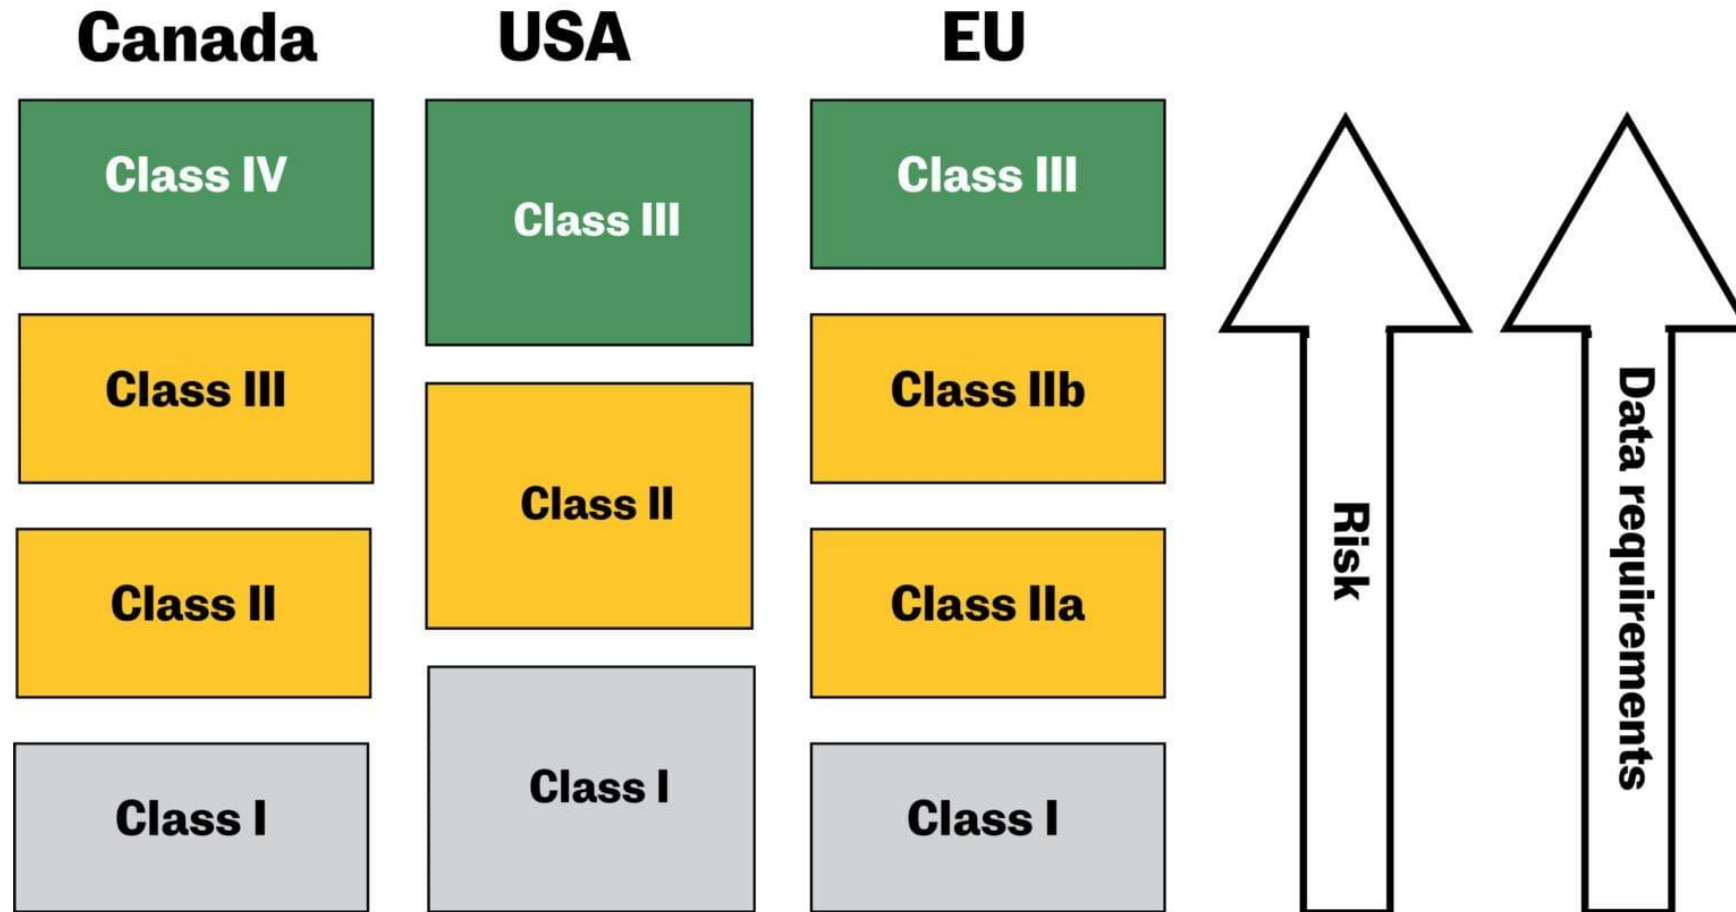 Canada
USA
EU
Class IV
Class III
Class III
Class III
Class IIb
Class II
Class II
Class IIa
Class I
Class I
Class I
Risk
Data requirements